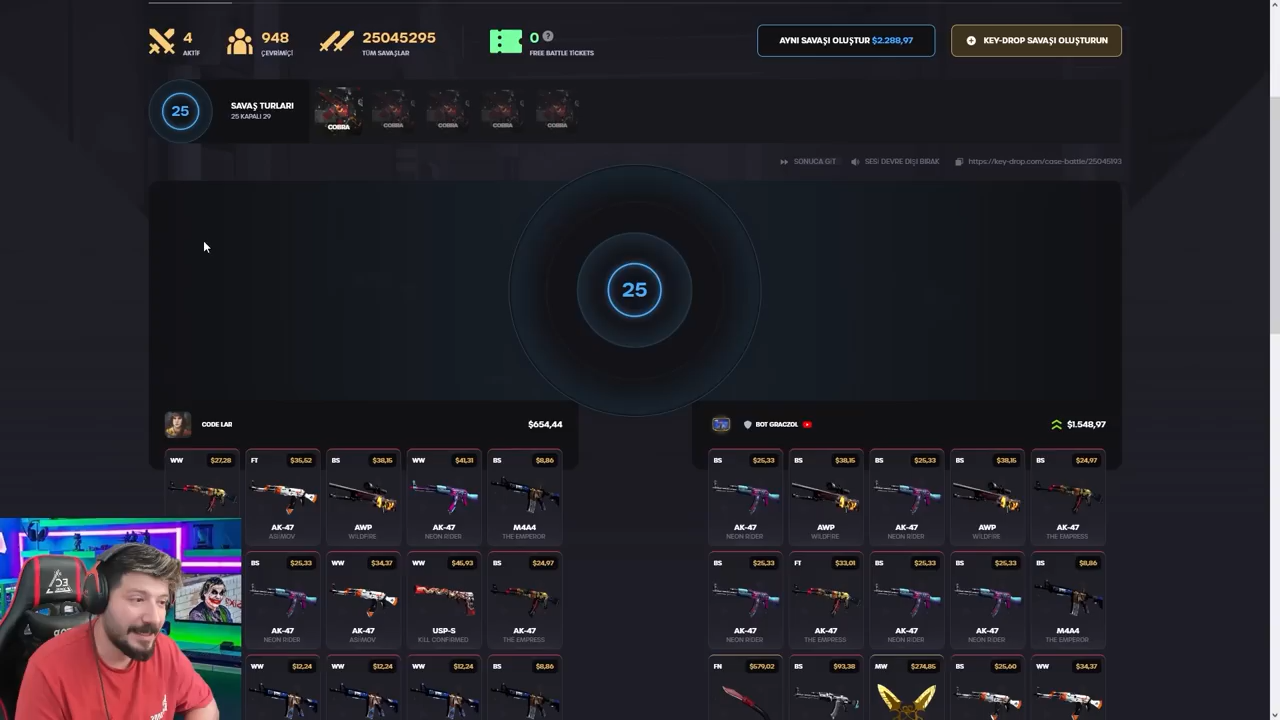 4
AKTİF
948
ÇEVRİMİÇİ
25045295
TÜM SAVAŞLAR
0 ?
FREE BATTLE TICKETS
AYNI SAVAŞI OLUŞTUR $2.288,97
KEY-DROP SAVAŞI OLUŞTURUN
25
SAVAŞ TURLARI
25 KAPALI 29
COBRA
COBRA
COBRA
COBRA
COBRA
SONUCA GIT
SESI DEVRE DIŞI BIRAK
https://key-drop.com/case-battle/25045193
25
CODE LAR
$654,44
BOT GRACZOL
$1.548,97
WW $27,28
FT $35,52
BS $38,15
WW $41,31
BS $8,86
AK-47
AWP
AK-47
M4A4
ASIMOV
WILDFIRE
NEON RIDER
THE EMPEROR
BS $25,33
BS $38,15
BS $25,33
BS $38,15
BS $24,97
AK-47
AWP
AK-47
AWP
AK-47
NEON RIDER
WILDFIRE
NEON RIDER
WILDFIRE
THE EMPRESS
BS $25,33
WW $34,37
WW $45,93
BS $24,97
AK-47
AK-47
USP-S
AK-47
NEON RIDER
ASIMOV
KILL CONFIRMED
THE EMPRESS
BS $25,33
FT $33,01
BS $25,33
BS $25,33
BS $8,86
AK-47
AK-47
AK-47
AK-47
M4A4
NEON RIDER
THE EMPRESS
NEON RIDER
NEON RIDER
THE EMPEROR
WW $12,24
WW $12,24
WW $12,24
BS $8,86
FN $579,02
BS $93,38
MW $274,85
BS $25,60
WW $34,37